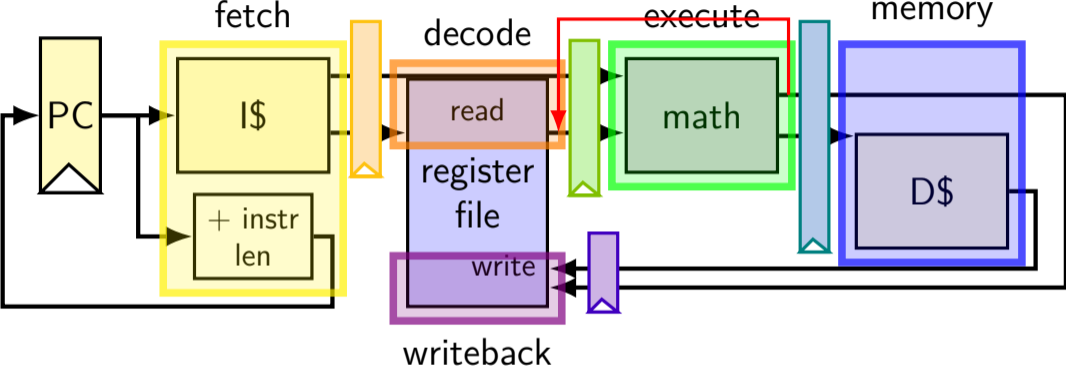 fetch
decode
execute
memory
PC
I$
read
math
register
file
D$
+ instr
len
write
writeback